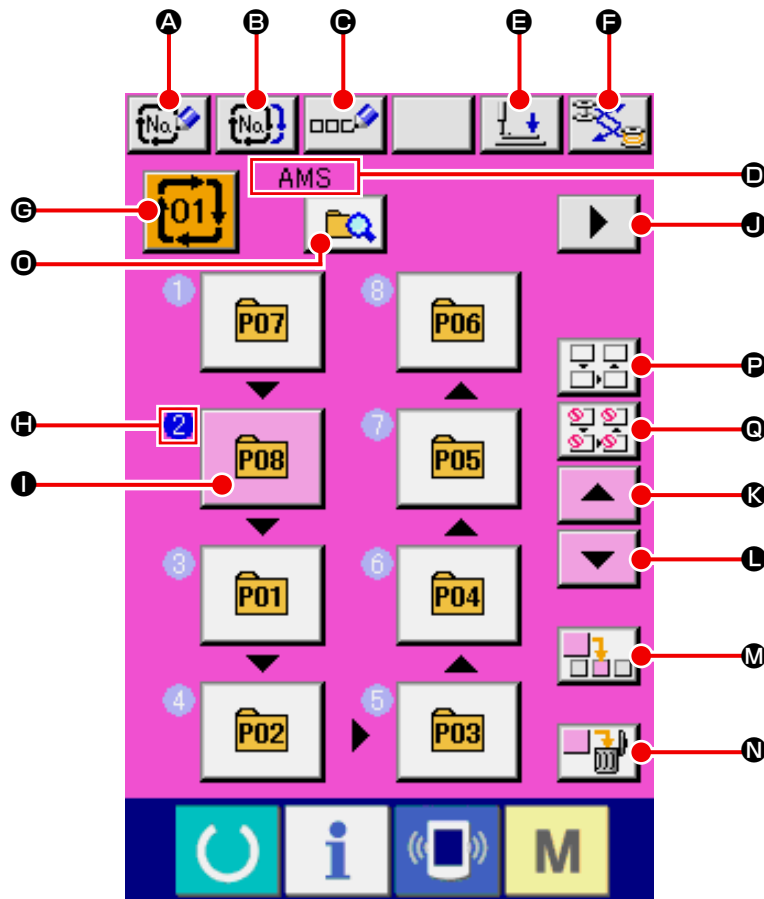 A B C E F
No. No.
AMS D
G 01 J
O
1 P07 8 P06
P
H 2 P08 7 P05 Q
I K
L
3 P01 6 P04
M
4 P02 5 P03 N
i M